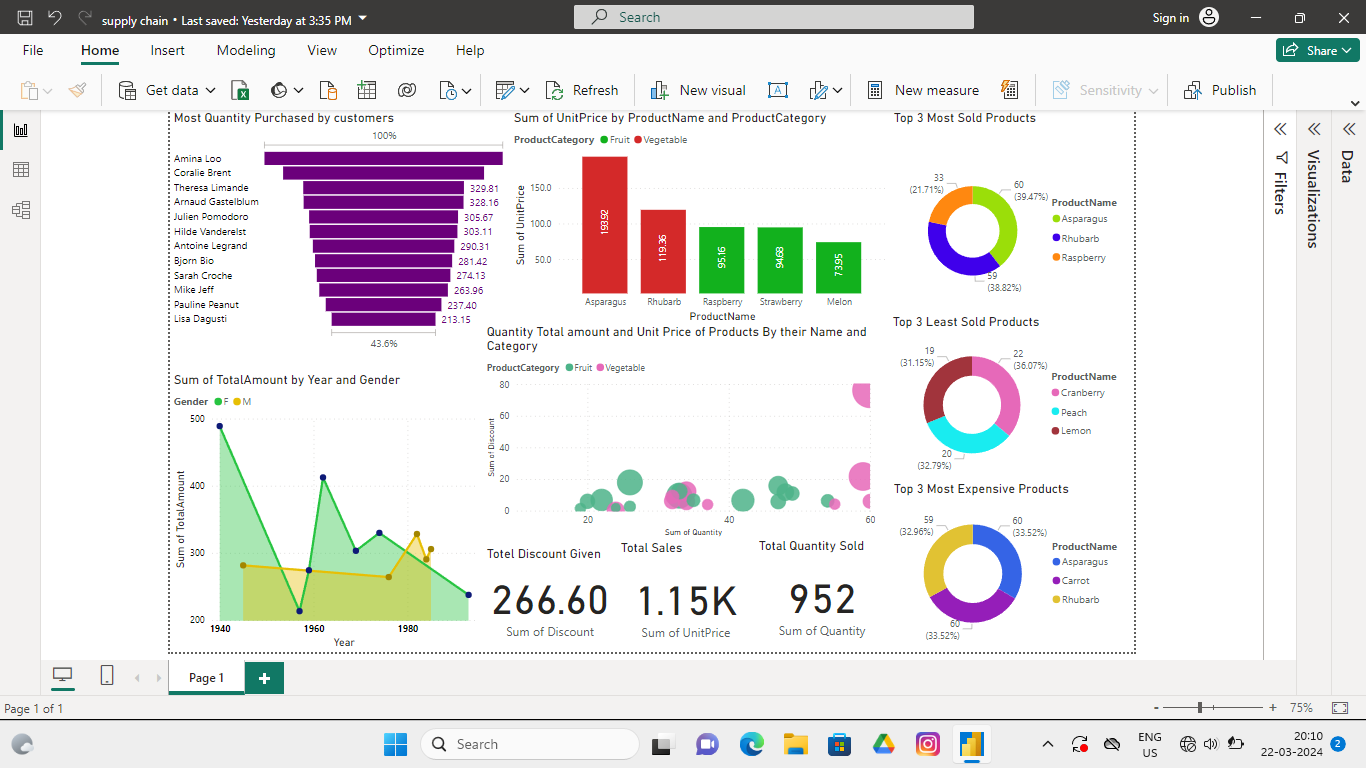 supply chain • Last saved: Yesterday at 3:35 PM
Search
Sign in
File
Home
Insert
Modeling
View
Optimize
Help
Share
Get data
Refresh
New visual
New measure
Sensitivity
Publish
Most Quantity Purchased by customers
100%
Amina Loo
Coralie Brent
Theresa Limande 329.81
Arnaud Gastelblum 328.16
Julien Pomodoro 305.67
Hilde Vanderelst 303.11
Antoine Legrand 290.31
Bjorn Bio 281.42
Sarah Croche 274.13
Mike Jeff 263.96
Pauline Peanut 237.40
Lisa Dagusti 213.15
43.6%
Sum of UnitPrice by ProductName and ProductCategory
ProductCategory Fruit Vegetable
Sum of UnitPrice
150.0
100.0
50.0
193.92
119.36
95.16
94.68
73.95
Asparagus Rhubarb Raspberry Strawberry Melon
ProductName
Top 3 Most Sold Products
33
(21.71%)
60
(39.47%)
59
(38.82%)
ProductName
Asparagus
Rhubarb
Raspberry
Filters
Visualizations
Data
Sum of TotalAmount by Year and Gender
Gender F M
Sum of TotalAmount
500
400
300
200
1940 1960 1980
Year
Quantity Total amount and Unit Price of Products By their Name and
Category
ProductCategory Fruit Vegetable
Sum of Discount
80
60
40
20
0
20 40 60
Sum of Quantity
Top 3 Least Sold Products
19
(31.15%)
22
(36.07%)
20
(32.79%)
ProductName
Cranberry
Peach
Lemon
Totel Discount Given
266.60
Sum of Discount
Total Sales
1.15K
Sum of UnitPrice
Total Quantity Sold
952
Sum of Quantity
Top 3 Most Expensive Products
59
(32.96%)
60
(33.52%)
60
(33.52%)
ProductName
Asparagus
Carrot
Rhubarb
Page 1
Page 1 of 1
- + 75%
Search
ENG
US
20:10
22-03-2024
2